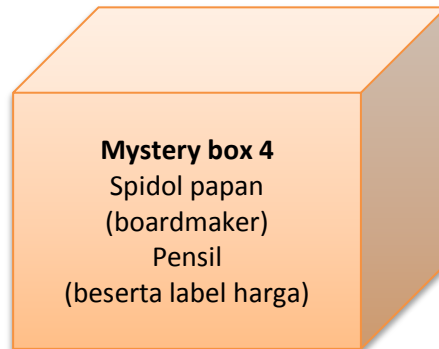 Mystery box 4
Spidol papan
(boardmaker)
Pensil
(beserta label harga)